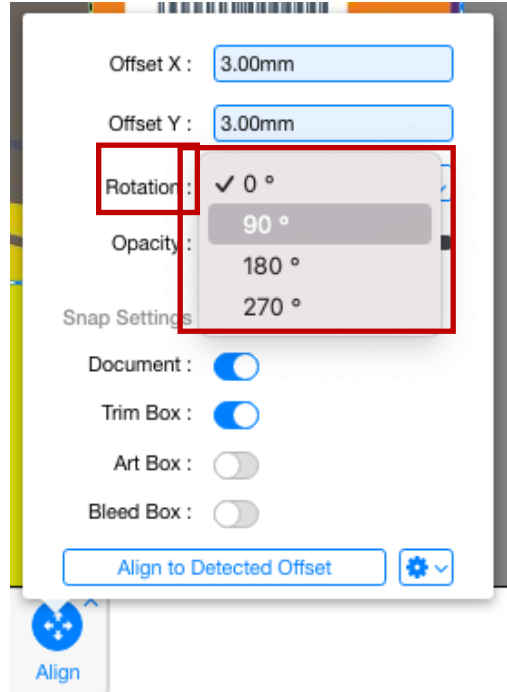 Offset X : 3.00mm
Offset Y : 3.00mm
Rotation : ✓ 0 °
90 °
Opacity :
180 °
270 °
Snap Settings
Document :
Trim Box :
Art Box :
Bleed Box :
Align to Detected Offset
Align